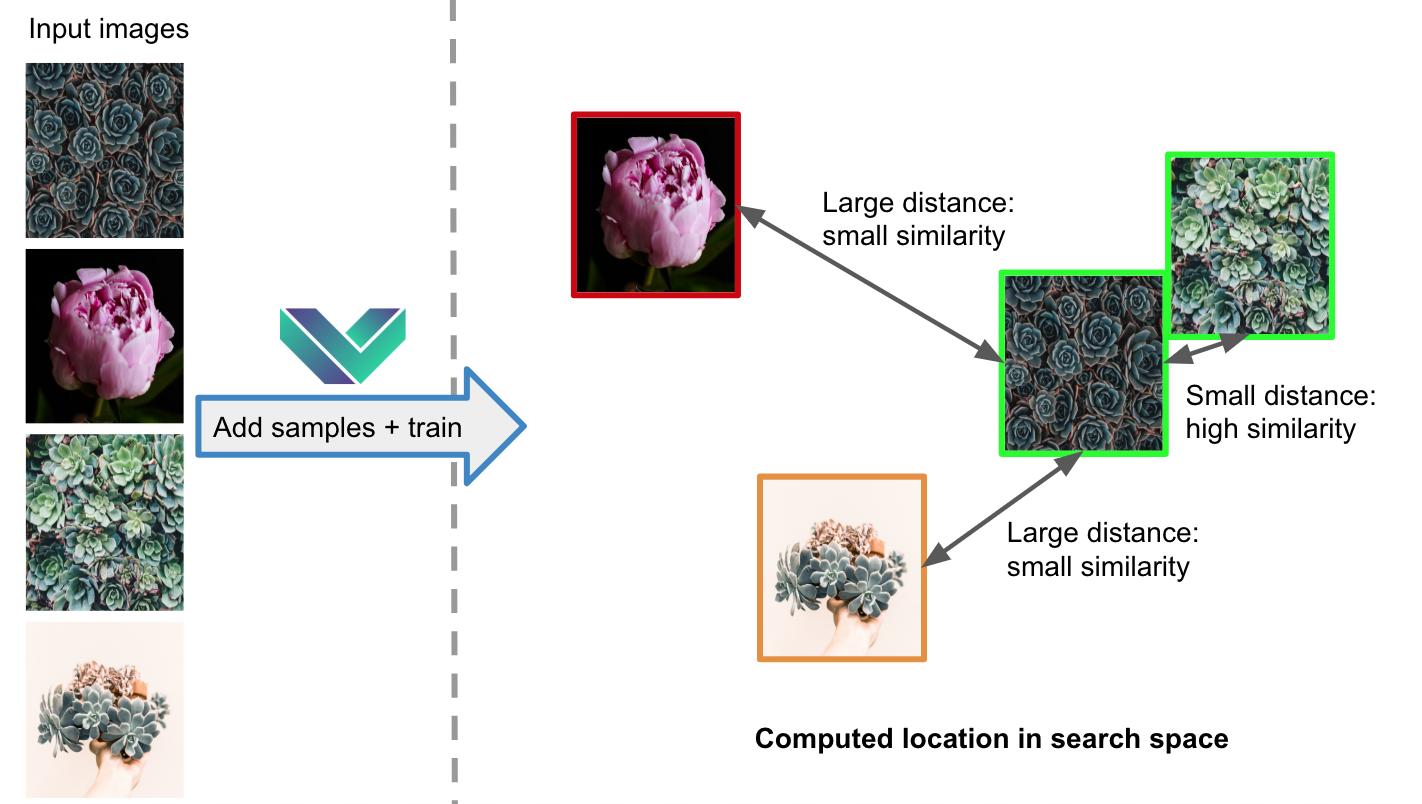 Input images
Add samples + train
Large distance:
small similarity
Small distance:
high similarity
Large distance:
small similarity
Computed location in search space